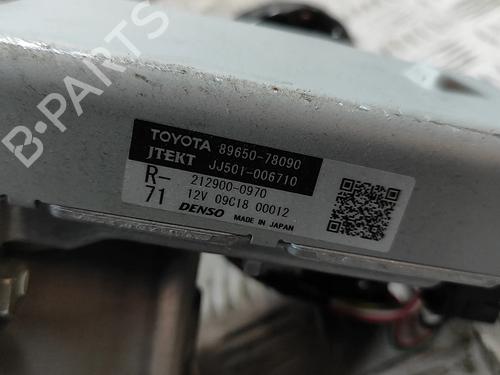 B-PARTS
TOYOTA 89650-78090
JTEKT JJ501-006710
R- 212900-0970
71 12V 09C18 00012
DENSO MADE IN JAPAN